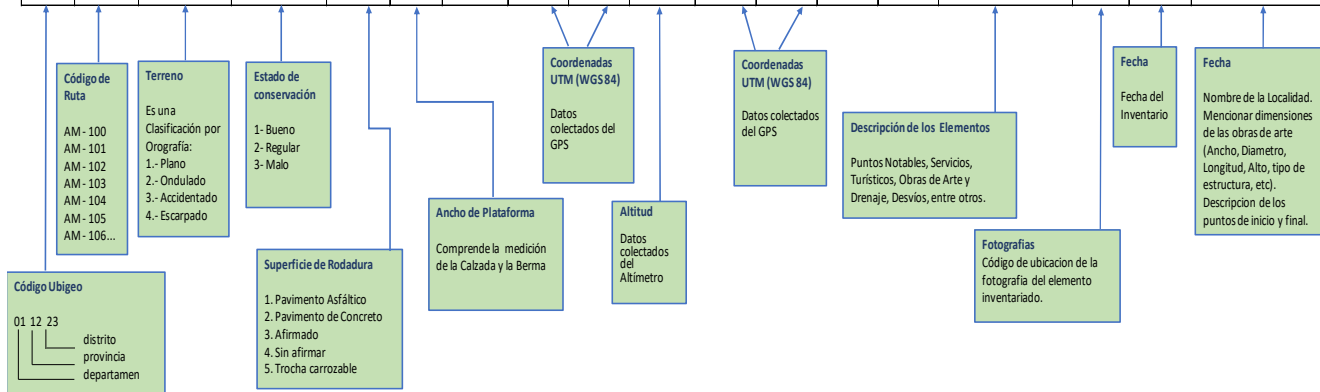 Código de
Ruta
AM - 100
AM - 101
AM - 102
AM - 103
AM - 104
AM - 105
AM - 106...
Terreno
Es una
Clasificación por
Orografía:
1.- Plano
2.- Ondulado
3.- Accidentado
4.- Escarpado
Estado de
conservación
1- Bueno
2- Regular
3- Malo
Coordenadas
UTM (WGS 84)
Datos
colectados del
GPS
Coordenadas
UTM (WGS 84)
Datos colectados
del GPS
Fecha
Fecha del
Inventario
Fecha
Nombre de la Localidad.
Mencionar dimensiones
de las obras de arte
(Ancho, Diametro,
Longitud, Alto, tipo de
estructura, etc).
Descripcion de los
puntos de inicio y final.
Descripción de los Elementos
Puntos Notables, Servicios,
Turísticos, Obras de Arte y
Drenaje, Desvíos, entre otros.
Ancho de Plataforma
Comprende la medición
de la Calzada y la Berma
Altitud
Datos
colectados
del
Altímetro
Fotografias
Código de ubicacion de la
fotografia del elemento
inventariado.
Superficie de Rodadura
1. Pavimento Asfáltico
2. Pavimento de Concreto
3. Afirmado
4. Sin afirmar
5. Trocha carrozable
Código Ubigeo
01 12 23
distrito
provincia
departamen